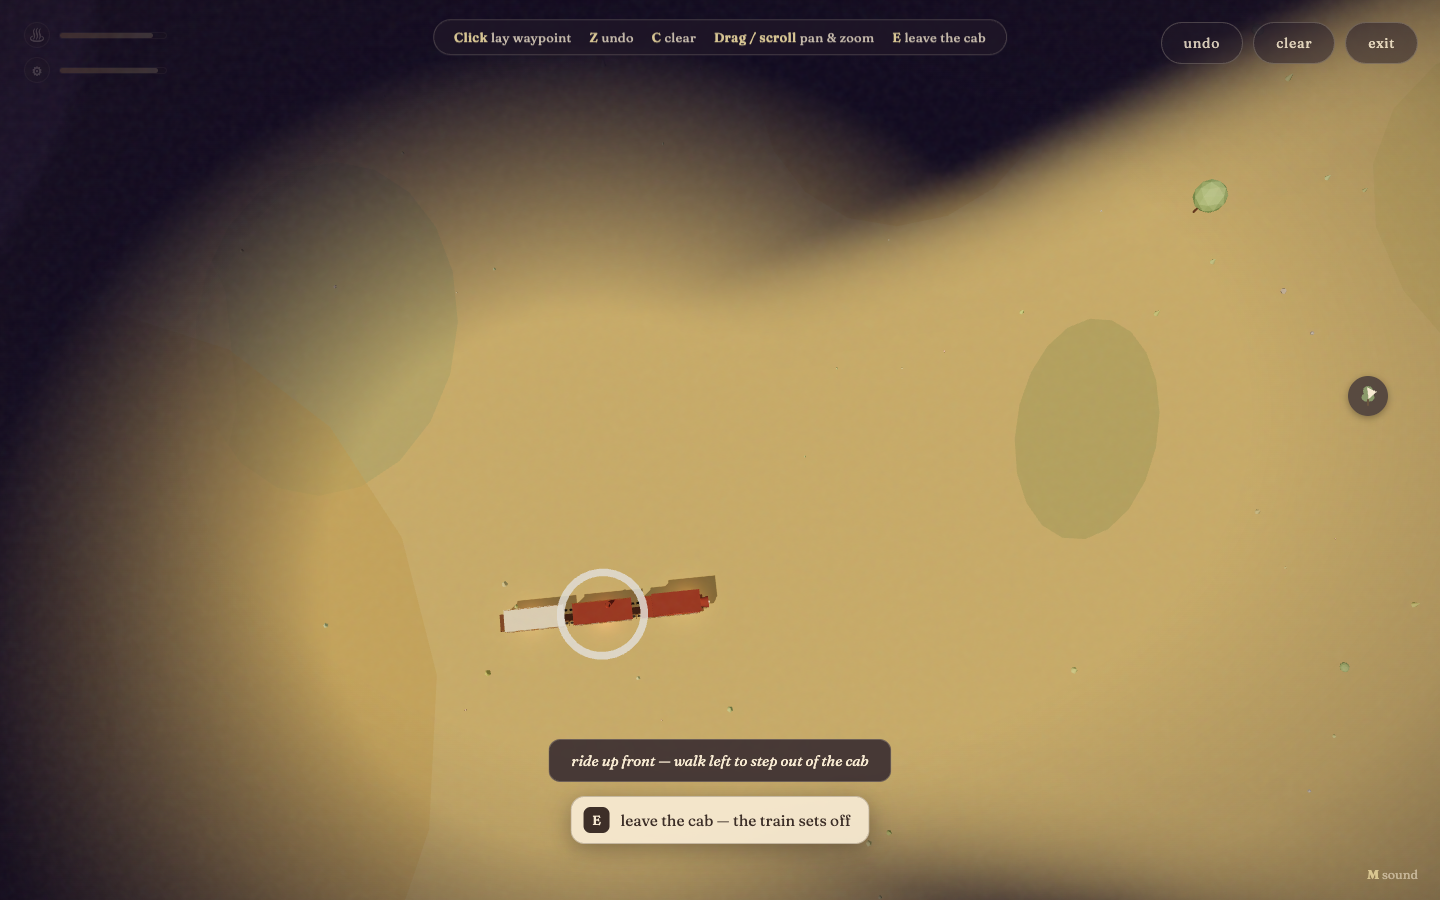 Click lay waypoint Z undo C clear Drag / scroll pan & zoom E leave the cab
undo clear exit
ride up front — walk left to step out of the cab
E leave the cab — the train sets off
M sound